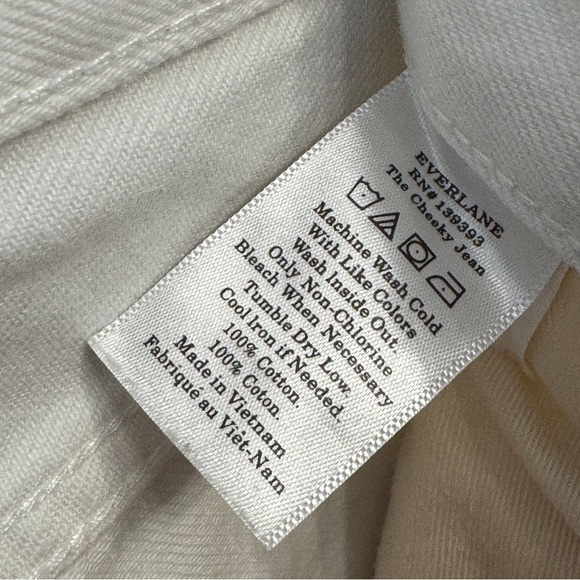 EVERLANE
RN# 139393
The Cheeky Jean
Machine Wash Cold
With Like Colors
Wash Inside Out.
Only Non-Chlorine
Bleach When Necessary
Tumble Dry Low.
Cool Iron if Needed.
100% Cotton.
100% Coton.
Made in Vietnam
Fabriqué au Viêt-Nam